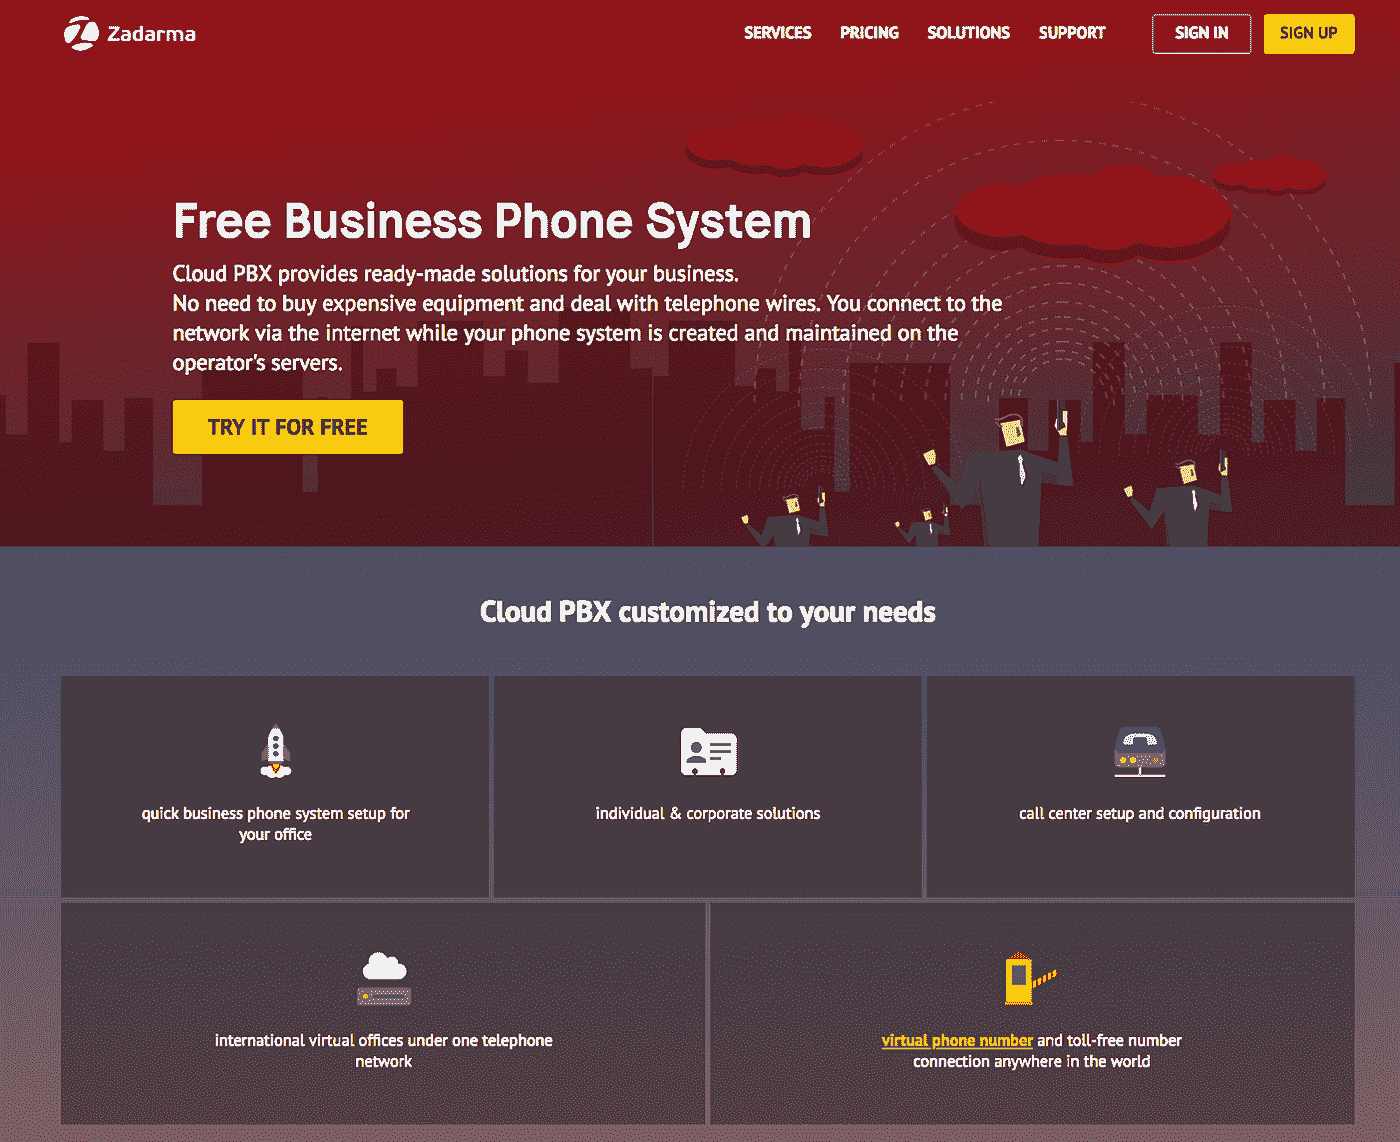 Zadarma
SERVICES PRICING SOLUTIONS SUPPORT SIGN IN SIGN UP
Free Business Phone System
Cloud PBX provides ready-made solutions for your business.
No need to buy expensive equipment and deal with telephone wires. You connect to the
network via the internet while your phone system is created and maintained on the
operator's servers.
TRY IT FOR FREE
Cloud PBX customized to your needs
quick business phone system setup for
your office
individual & corporate solutions
call center setup and configuration
international virtual offices under one telephone
network
virtual phone number and toll-free number
connection anywhere in the world